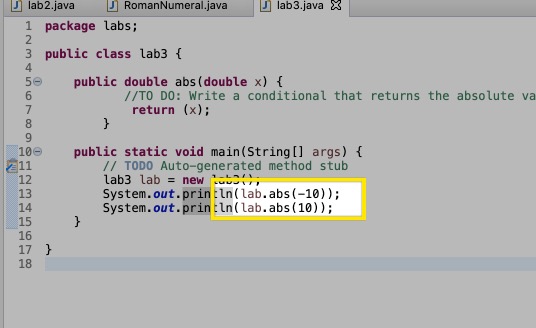 lab2.java RomanNumeral.java lab3.java
1 package labs;
2
3 public class lab3 {
4
5 public double abs(double x) {
6 //TO DO: Write a conditional that returns the absolute va
7 return (x);
8 }
9
10 public static void main(String[] args) {
11 // TODO Auto-generated method stub
12 lab3 lab = new lab3();
13 System.out.println(lab.abs(-10));
14 System.out.println(lab.abs(10));
15 }
16
17 }
18